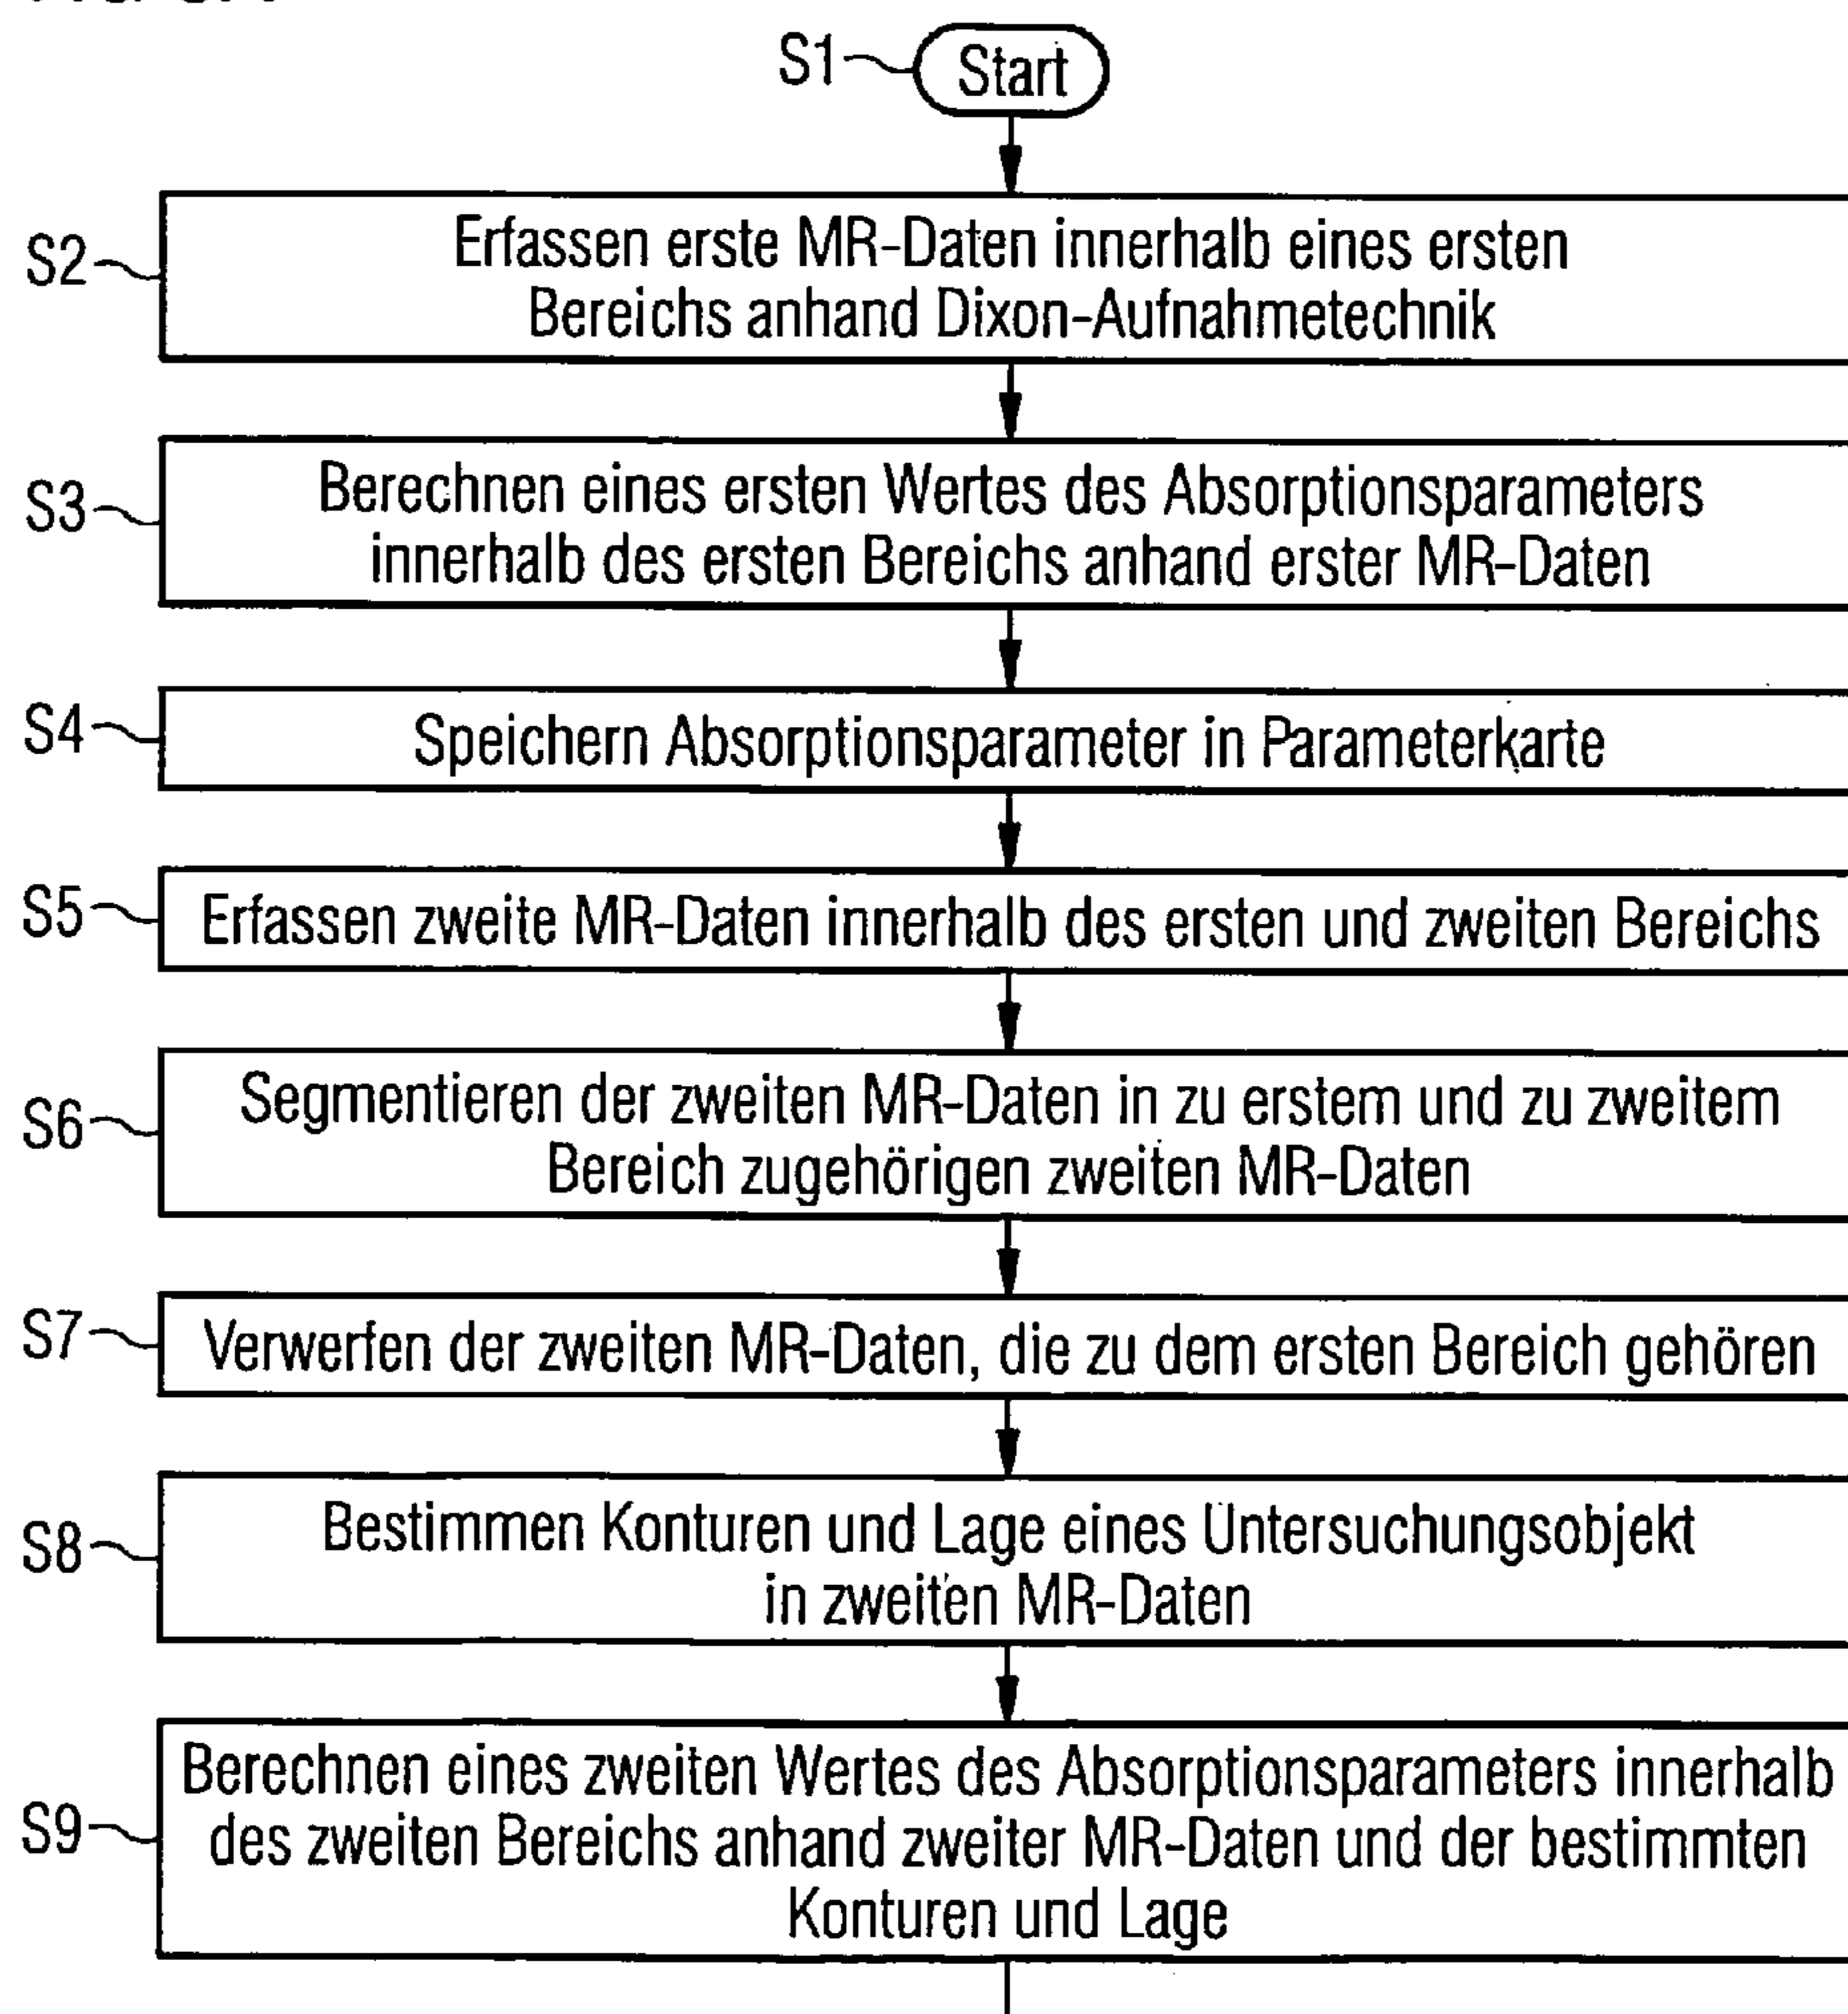 S1 Start
S2 Erfassen erste MR-Daten innerhalb eines ersten
Bereichs anhand Dixon-Aufnahmetechnik
S3 Berechnen eines ersten Wertes des Absorptionsparameters
innerhalb des ersten Bereichs anhand erster MR-Daten
S4 Speichern Absorptionsparameter in Parameterkarte
S5 Erfassen zweite MR-Daten innerhalb des ersten und zweiten Bereichs
S6 Segmentieren der zweiten MR-Daten in zu erstem und zu zweitem
Bereich zugehörigen zweiten MR-Daten
S7 Verwerfen der zweiten MR-Daten, die zu dem ersten Bereich gehören
S8 Bestimmen Konturen und Lage eines Untersuchungsobjekt
in zweiten MR-Daten
S9 Berechnen eines zweiten Wertes des Absorptionsparameters innerhalb
des zweiten Bereichs anhand zweiter MR-Daten und der bestimmten
Konturen und Lage